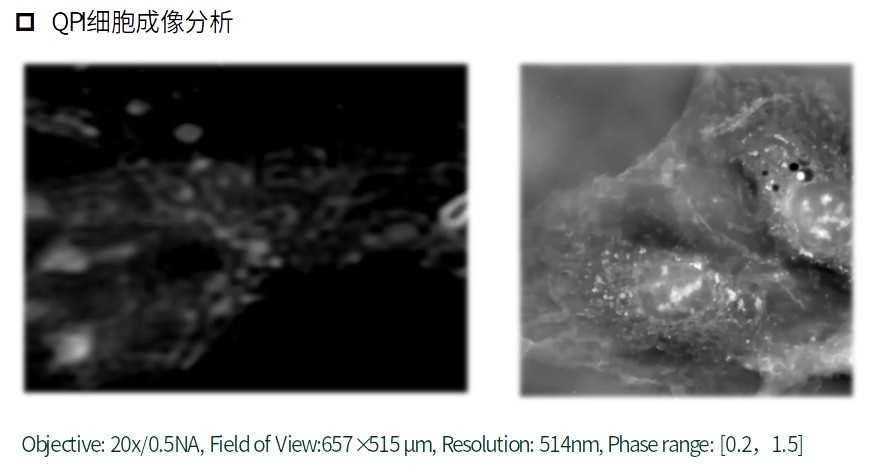 QPI细胞成像分析
Objective: 20x/0.5NA, Field of View:657×515 μm, Resolution: 514nm, Phase range: [0.2，1.5]